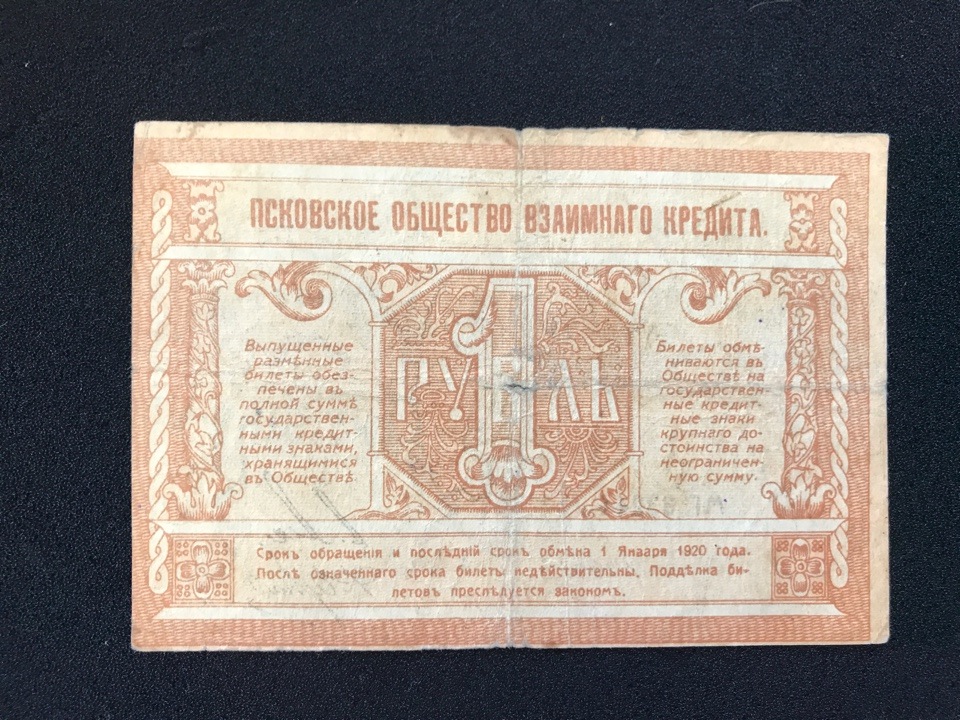 ПСКОВСКОЕ ОБЩЕСТВО ВЗАИМНАГО КРЕДИТА.
Выпущенные
размѣнные
билеты обез-
печены въ
полной суммѣ
государствен-
ными кредит-
ными знаками,
хранящимися
въ Обществѣ
1
РУБЛЬ
Билеты обмѣ-
ниваются въ
Обществѣ на
государствен-
ные кредит-
ные знаки
крупнаго до-
стоинства на
неограничен-
ную сумму.
Срокъ обращенія и послѣдній срокъ обмѣна 1 Января 1920 года.
Послѣ означеннаго срока билеты недѣйствительны. Поддѣлка би-
летовъ преслѣдуется закономъ.